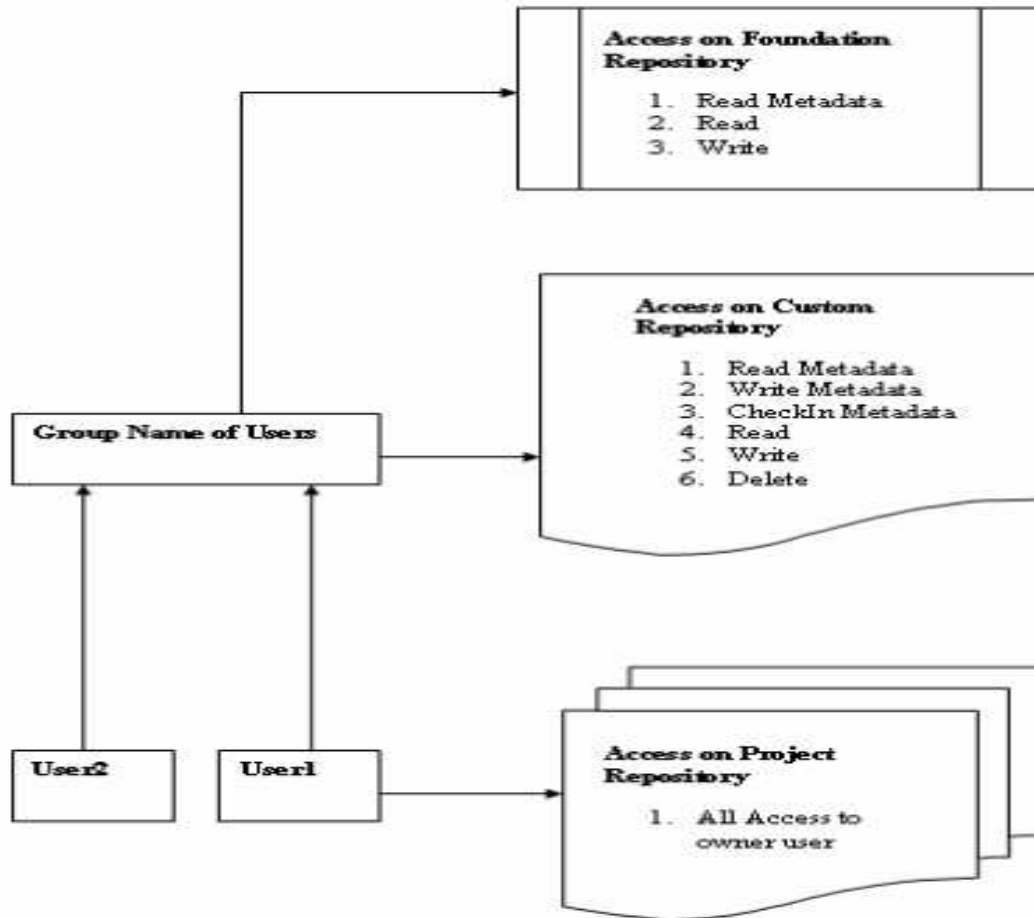 Access on Foundation
Repository
1. Read Metadata
2. Read
3. Write
Access on Custom
Repository
1. Read Metadata
2. Write Metadata
3. CheckIn Metadata
4. Read
5. Write
6. Delete
Group Name of Users
User2
User1
Access on Project
Repository
1. All Access to
owner user